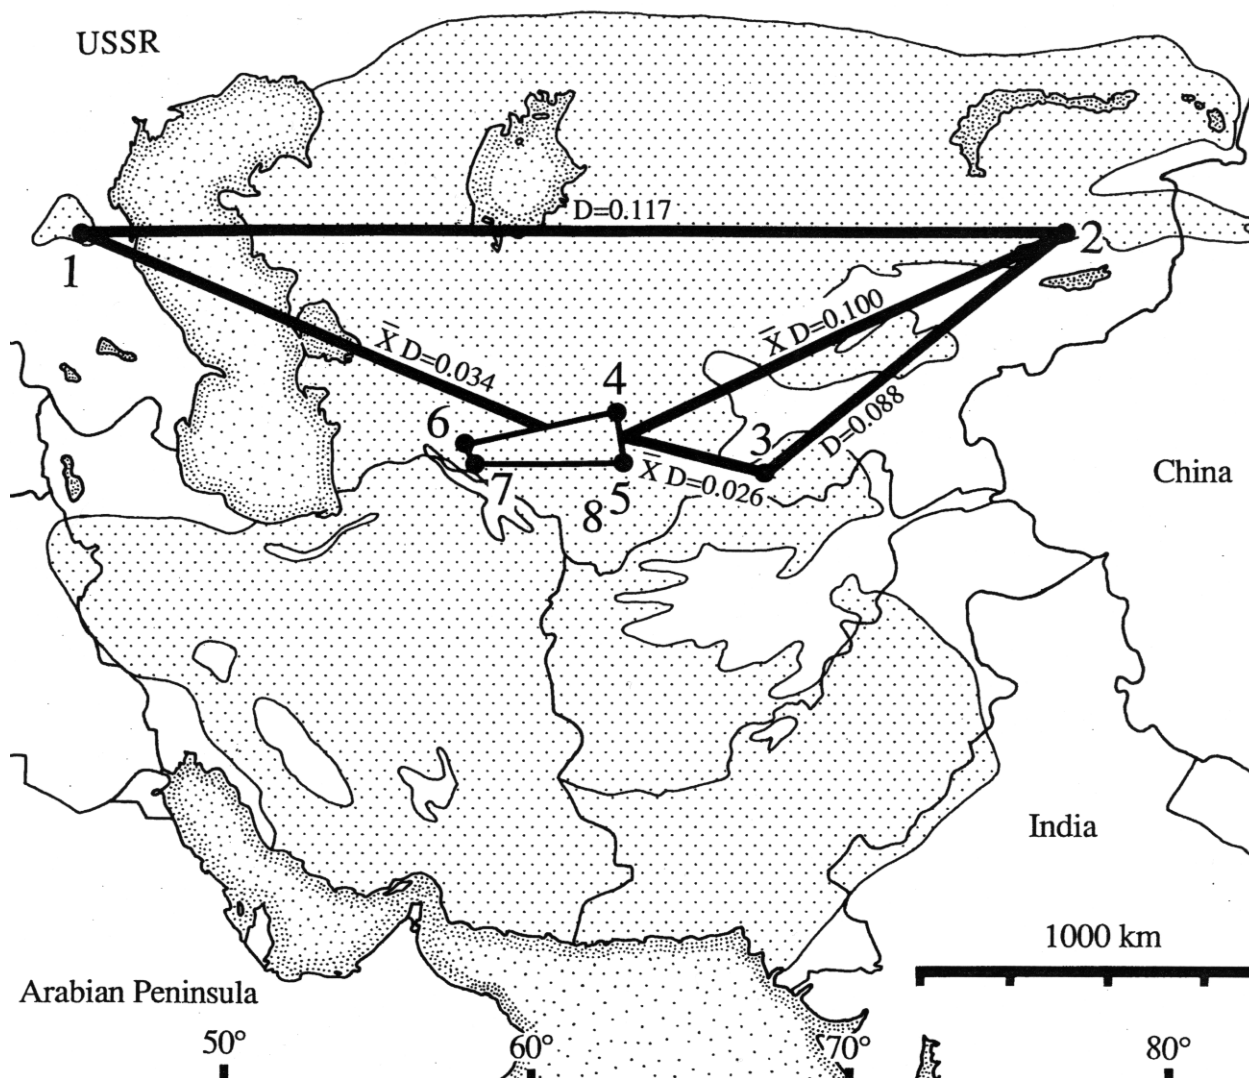 USSR
D=0.117
1
2
X̅ D=0.034
X̅ D=0.100
4
D=0.088
6
3
7
8 5
X̅ D=0.026
China
India
1000 km
Arabian Peninsula
50° 60° 70° 80°